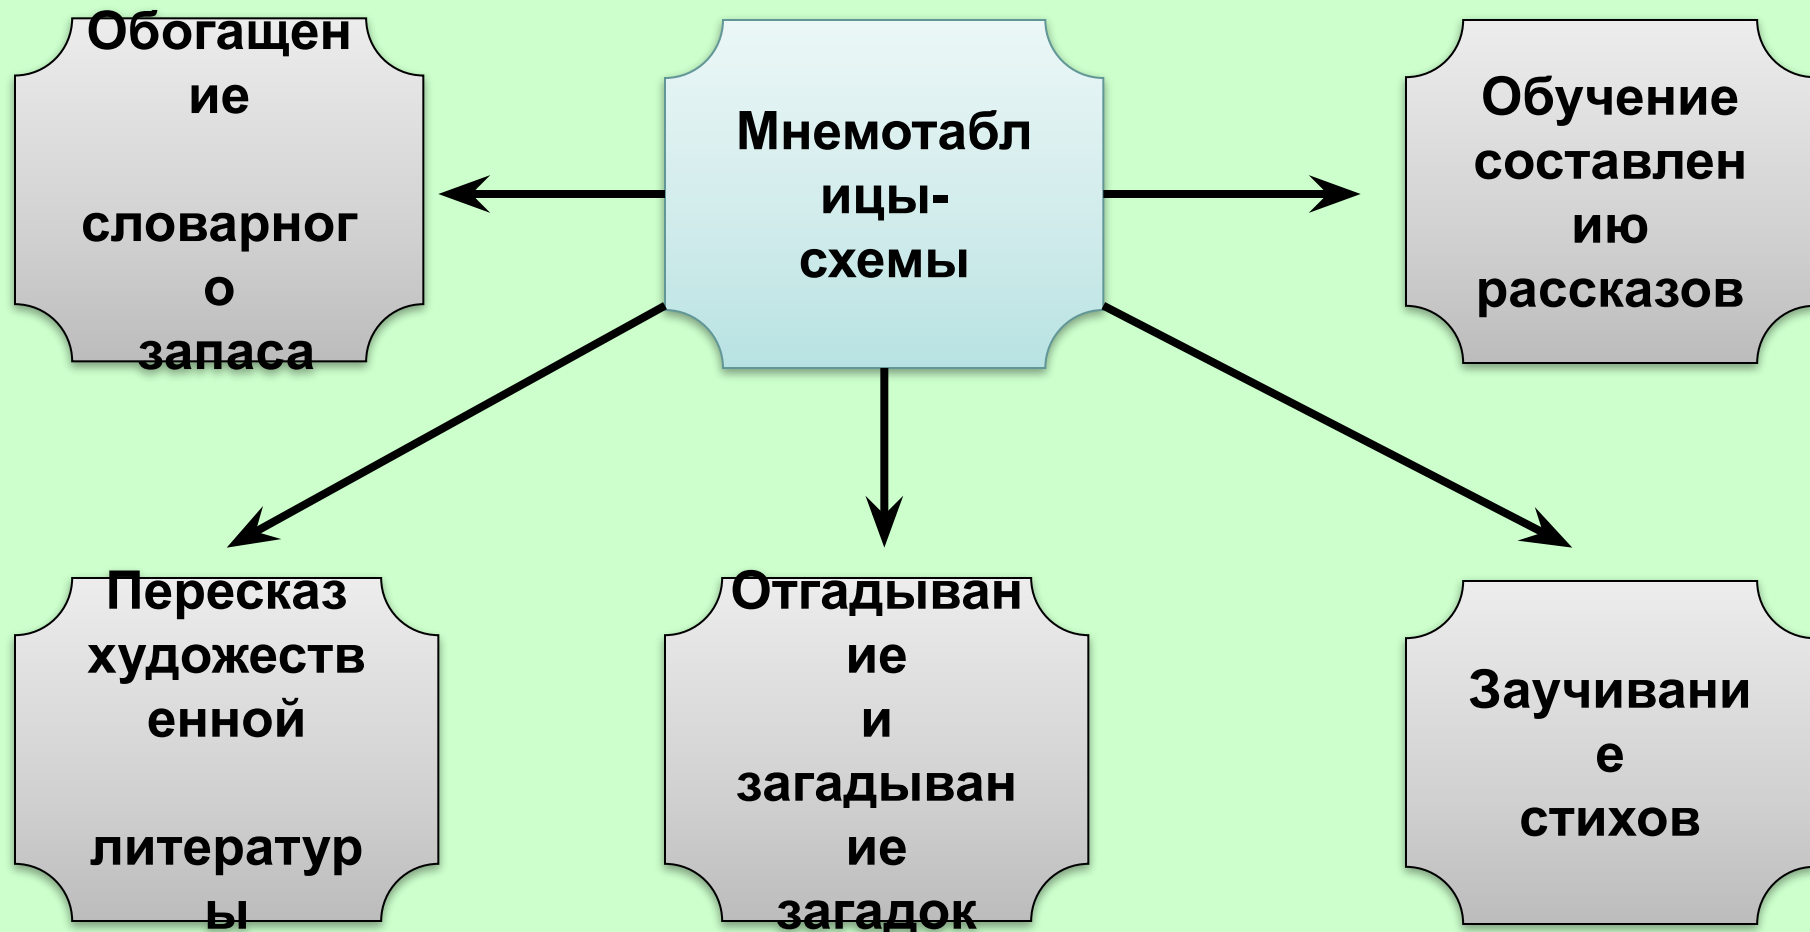 Обогащен
ие
словарног
о
запаса
Мнемотабл
ицы-
схемы
Обучение
составлен
ию
рассказов
Пересказ
художеств
енной
литератур
ы
Отгадыван
ие
и
загадыван
ие
загадок
Заучивани
е
стихов